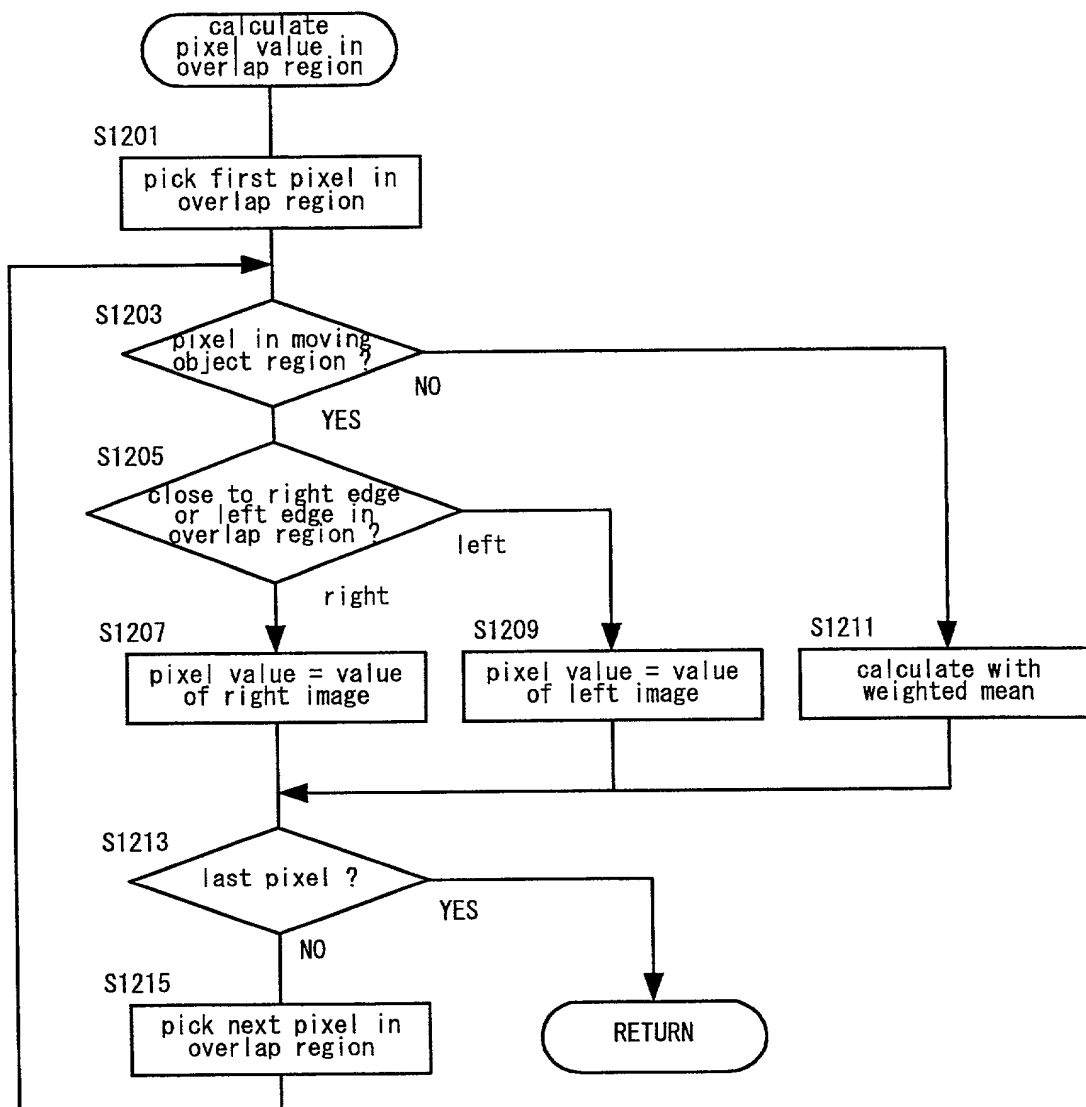 calculate
pixel value in
overlap region
S1201
pick first pixel in
overlap region
S1203
pixel in moving
object region ?
NO
YES
S1205
close to right edge
or left edge in
overlap region ?
left
right
S1207
pixel value = value
of right image
S1209
pixel value = value
of left image
S1211
calculate with
weighted mean
S1213
last pixel ?
YES
NO
S1215
pick next pixel in
overlap region
RETURN